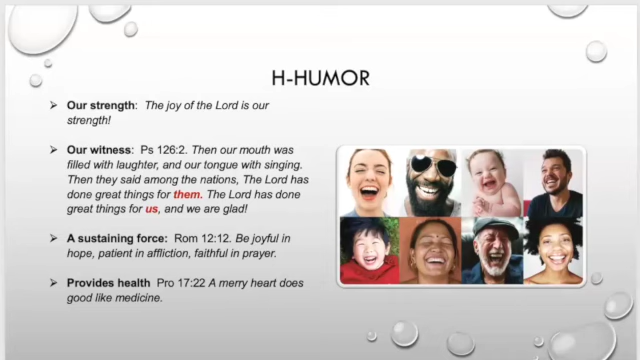 H-HUMOR
➢ Our strength: The joy of the Lord is our
strength!
➢ Our witness: Ps 126:2. Then our mouth was
filled with laughter, and our tongue with singing.
Then they said among the nations, The Lord has
done great things for them. The Lord has done
great things for us, and we are glad!
➢ A sustaining force: Rom 12:12. Be joyful in
hope, patient in affliction, faithful in prayer.
➢ Provides health Pro 17:22 A merry heart does
good like medicine.